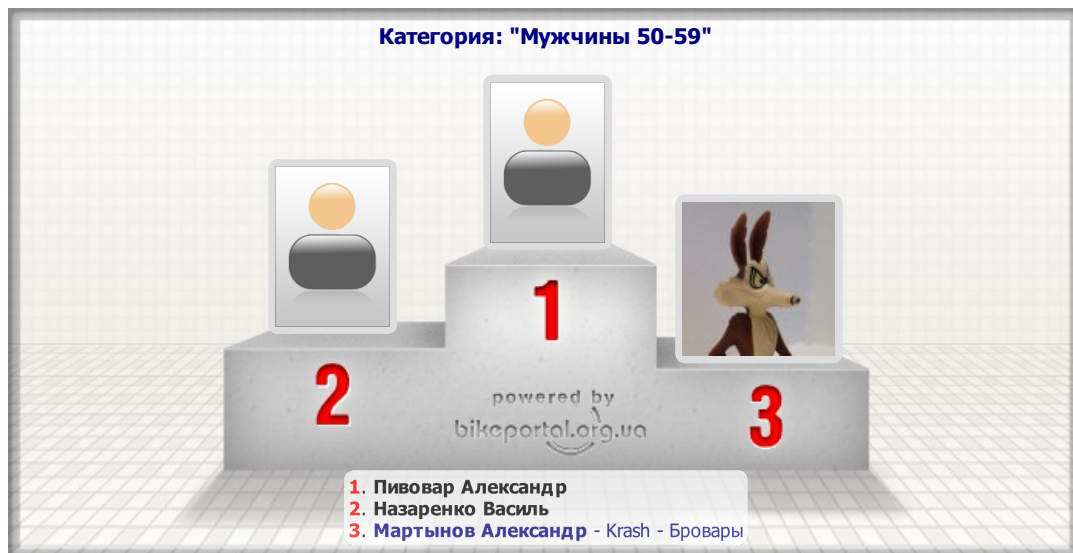 Категория: "Мужчины 50-59"
1
2
3
powered by
bikeportal.org.ua
1. Пивовар Александр
2. Назаренко Василь
3. Мартынов Александр - Krash - Бровары